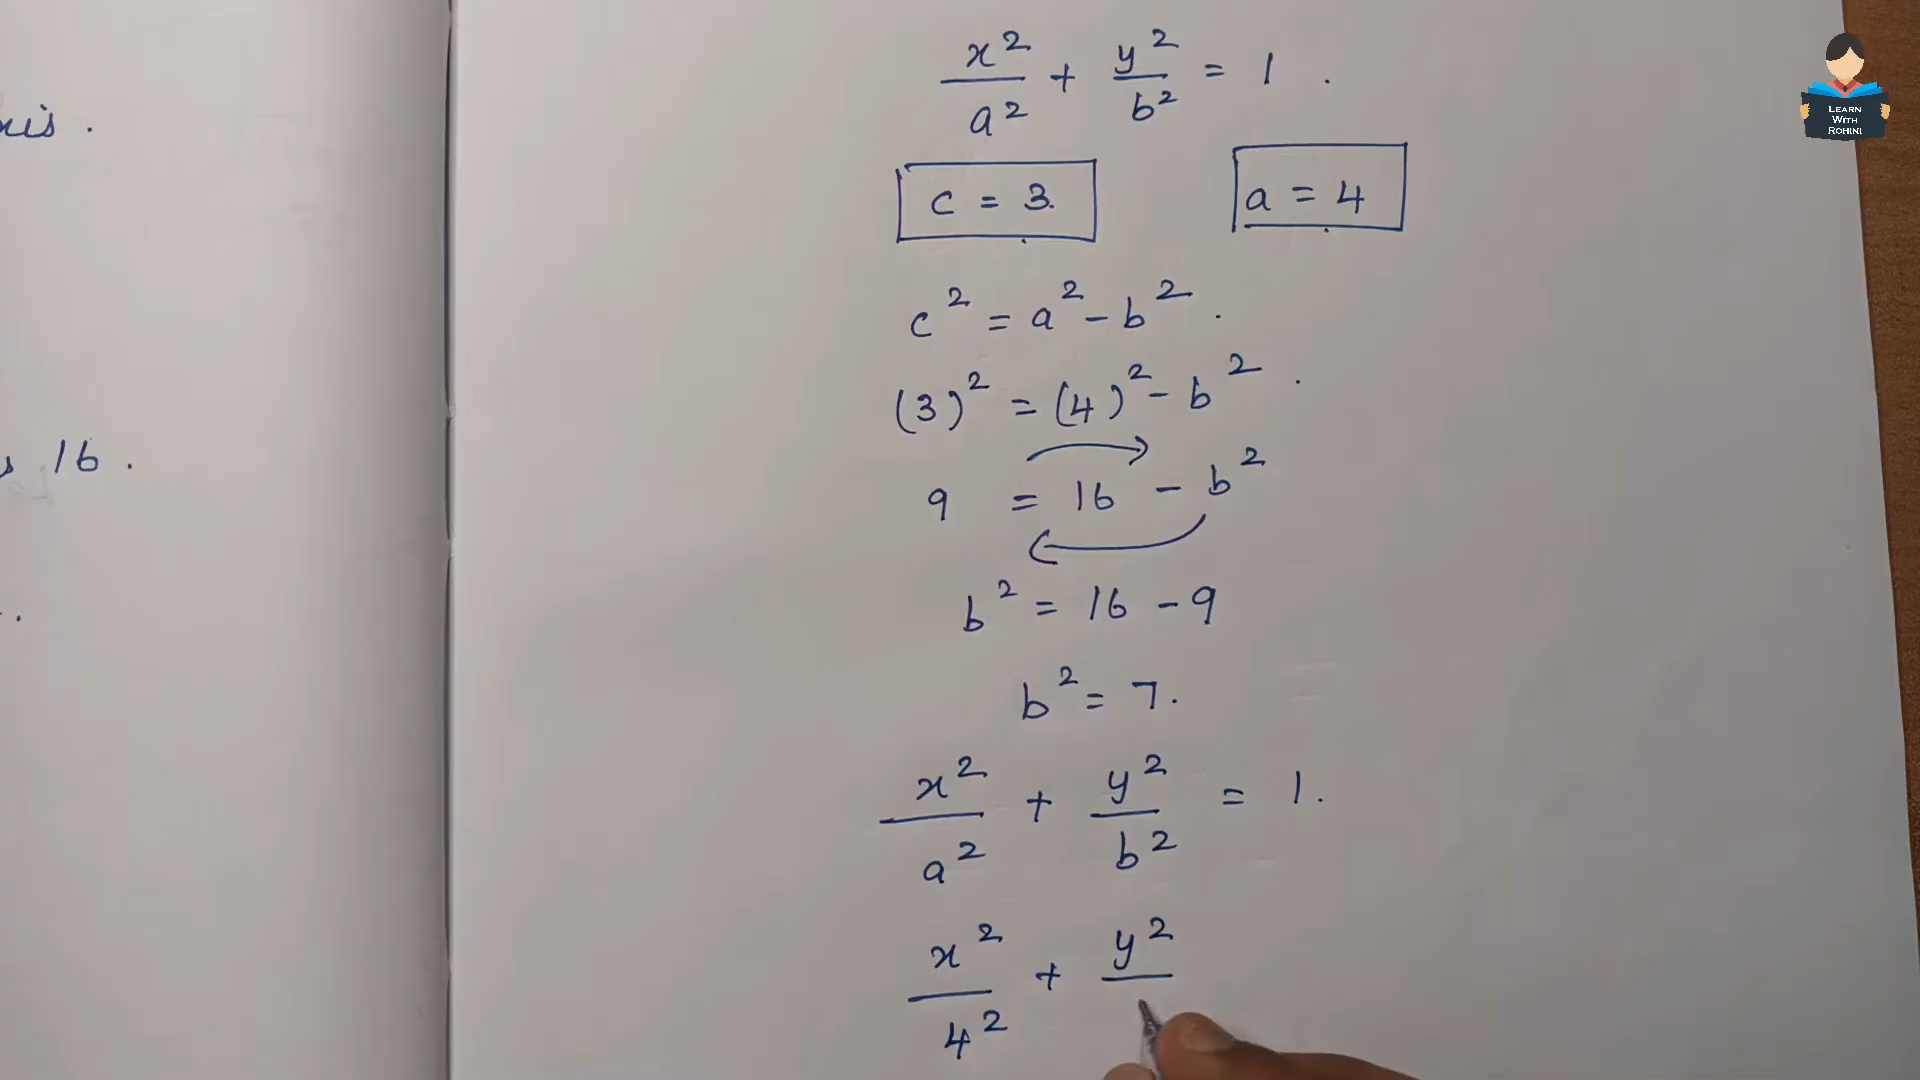 x² / a² + y² / b² = 1 .
c = 3. a = 4
c² = a² - b² .
(3)² = (4)² - b² .
9 = 16 - b²
b² = 16 - 9
b² = 7.
x² / a² + y² / b² = 1.
x² / 4² + y² /
16 .
LEARN
WITH
ROHINI